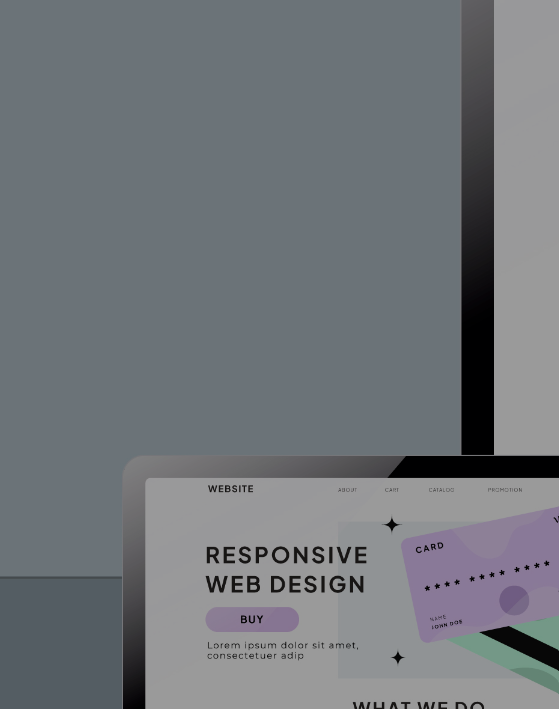 WEBSITE
ABOUT CART CATALOG PROMOTION
RESPONSIVE
WEB DESIGN
BUY
Lorem ipsum dolor sit amet,
consectetuer adip
CARD
**** **** ****
NAME
JOHN DOE
WHAT WE DO